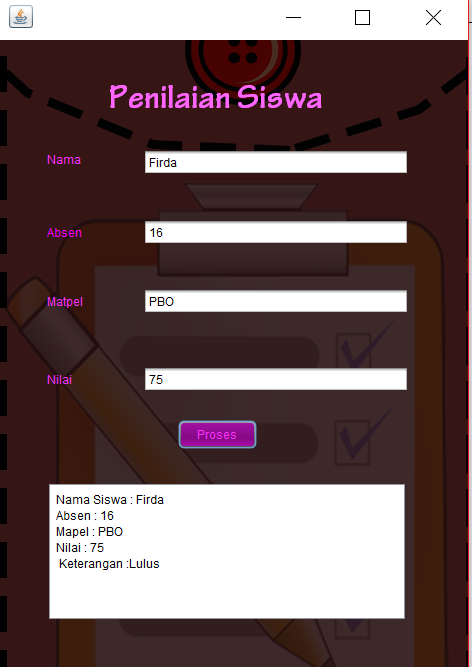 Penilaian Siswa
Nama Firda
Absen 16
Matpel PBO
Nilai 75
Proses
Nama Siswa : Firda
Absen : 16
Mapel : PBO
Nilai : 75
Keterangan :Lulus